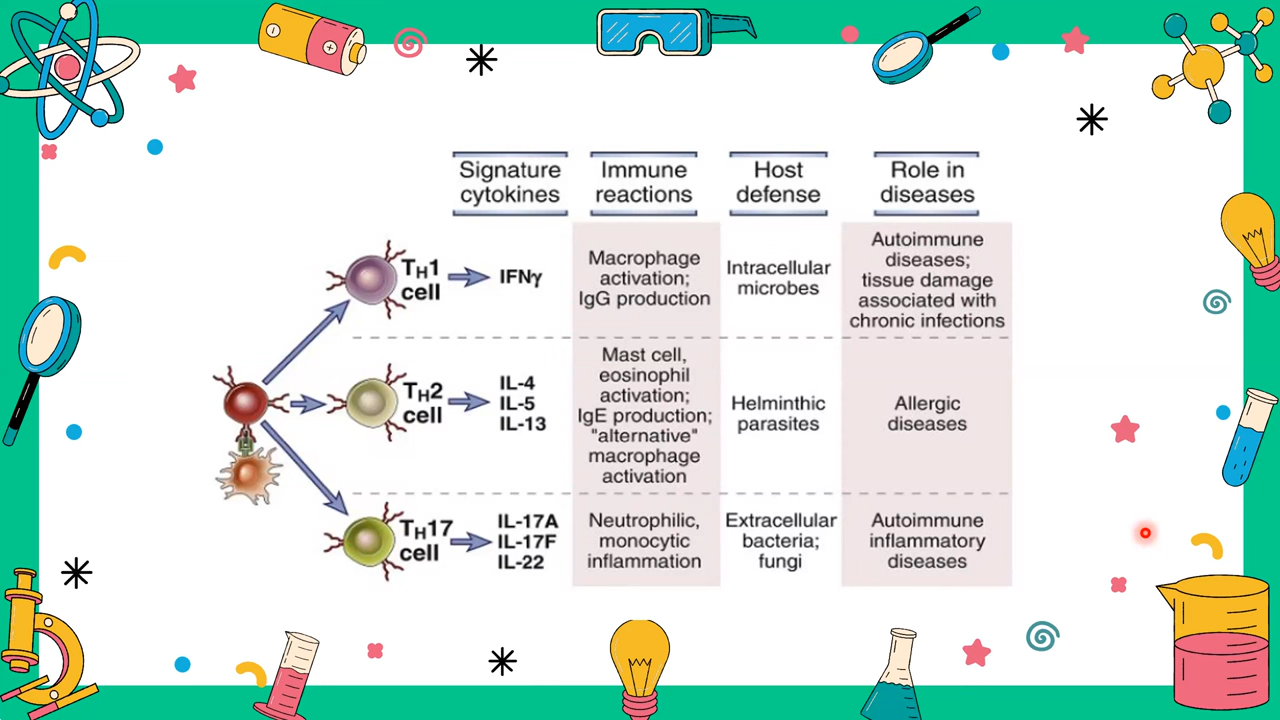 Signature
cytokines
Immune
reactions
Host
defense
Role in
diseases
TH1
cell
IFNγ
Macrophage
activation;
IgG production
Intracellular
microbes
Autoimmune
diseases;
tissue damage
associated with
chronic infections
TH2
cell
IL-4
IL-5
IL-13
Mast cell,
eosinophil
activation;
IgE production;
"alternative"
macrophage
activation
Helminthic
parasites
Allergic
diseases
TH17
cell
IL-17A
IL-17F
IL-22
Neutrophilic,
monocytic
inflammation
Extracellular
bacteria;
fungi
Autoimmune
inflammatory
diseases